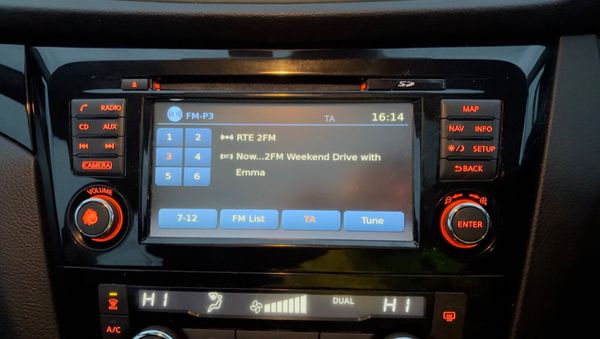 SD
RADIO
CD AUX
CAMERA
VOLUME
FM-P3 TA 16:14
1 2
3 4
5 6
RTE 2FM
Now...2FM Weekend Drive with
Emma
7-12 FM List TA Tune
MAP
NAV INFO
SETUP
BACK
ENTER
HI DUAL HI
A/C